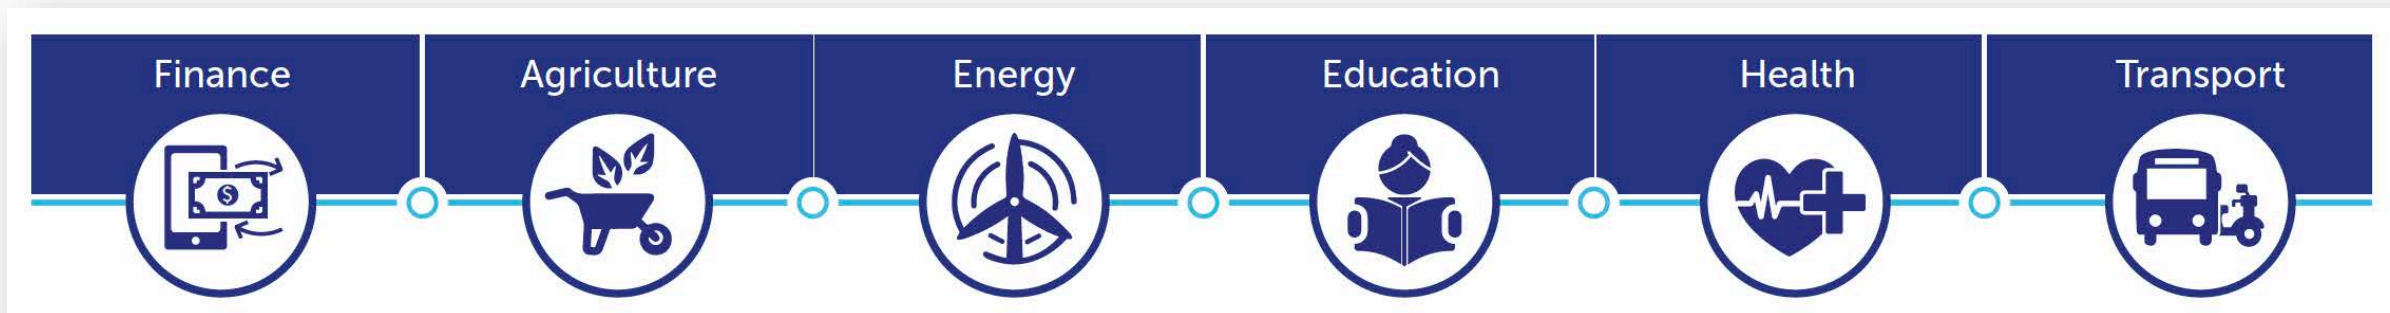 Finance
Agriculture
Energy
Education
Health
Transport
$